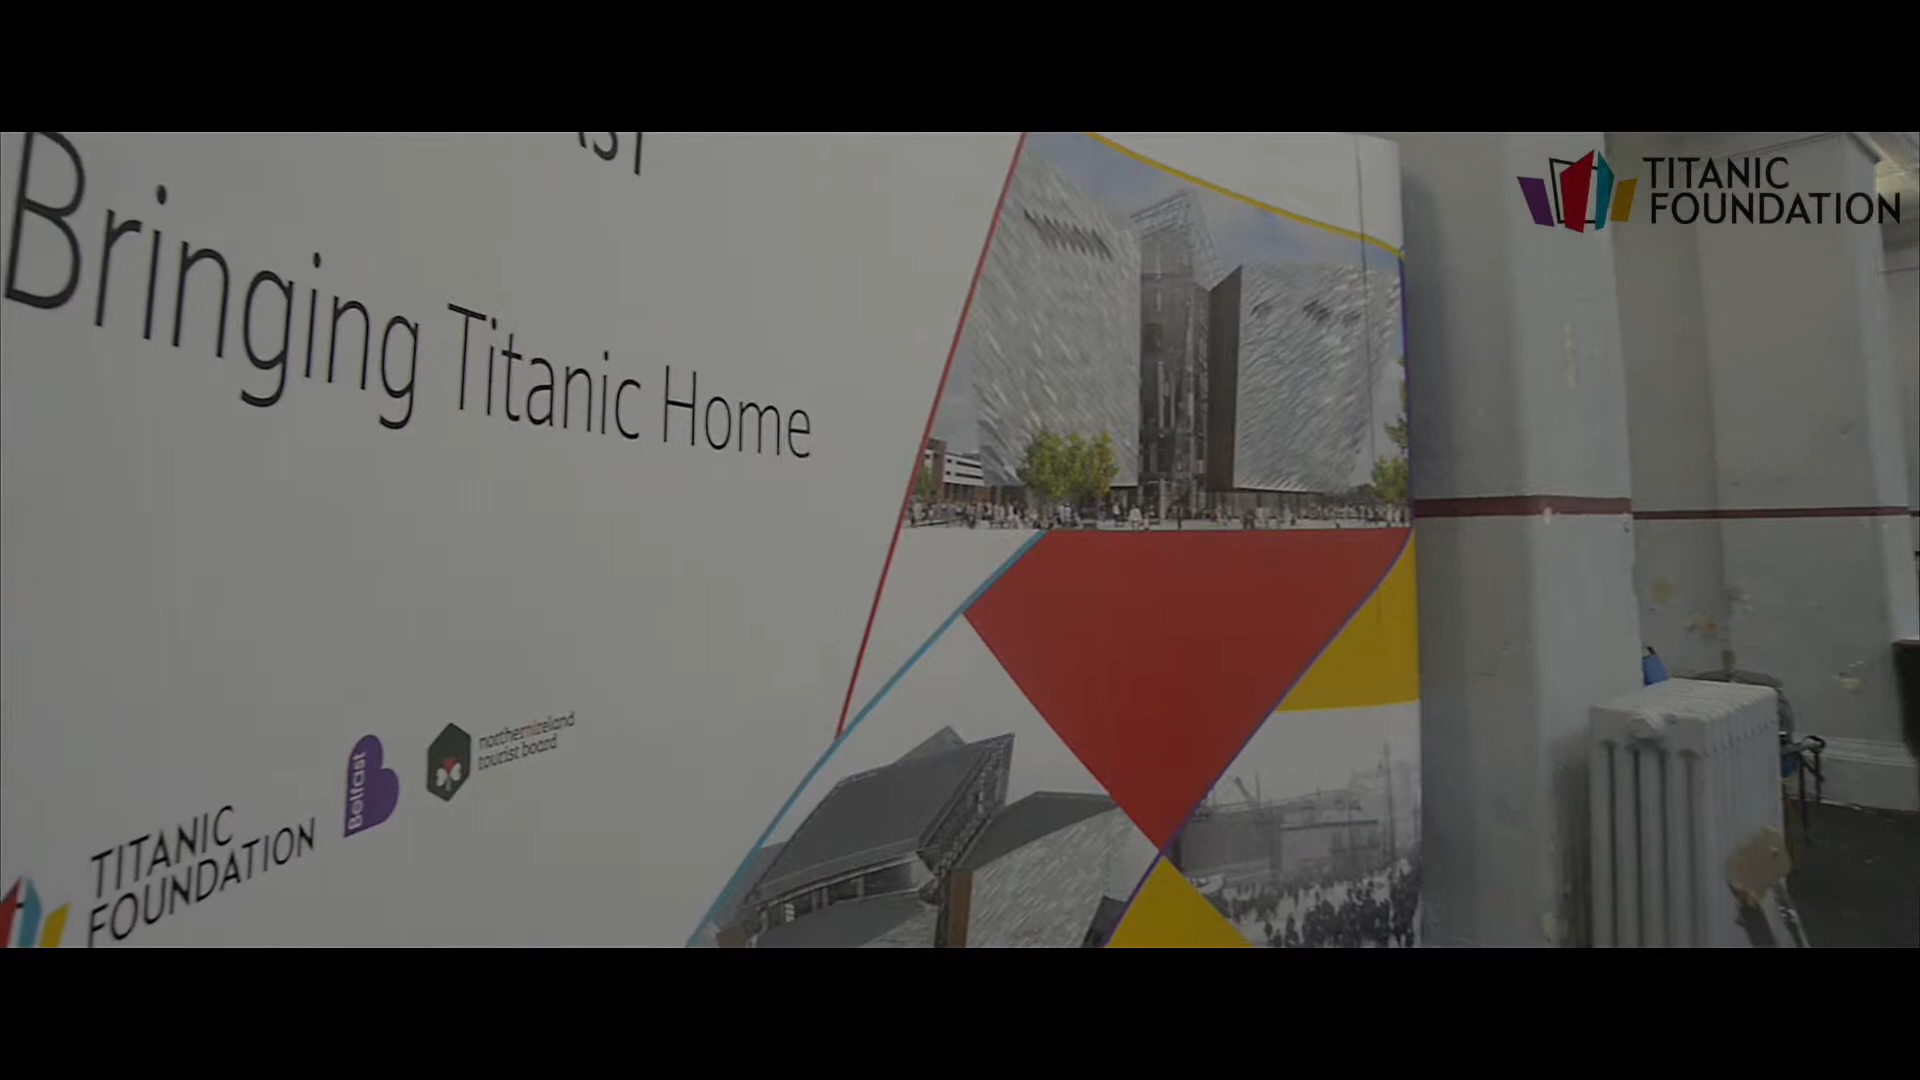 TITANIC
FOUNDATION
Bringing Titanic Home
Belfast
northernireland
tourist board
TITANIC
FOUNDATION